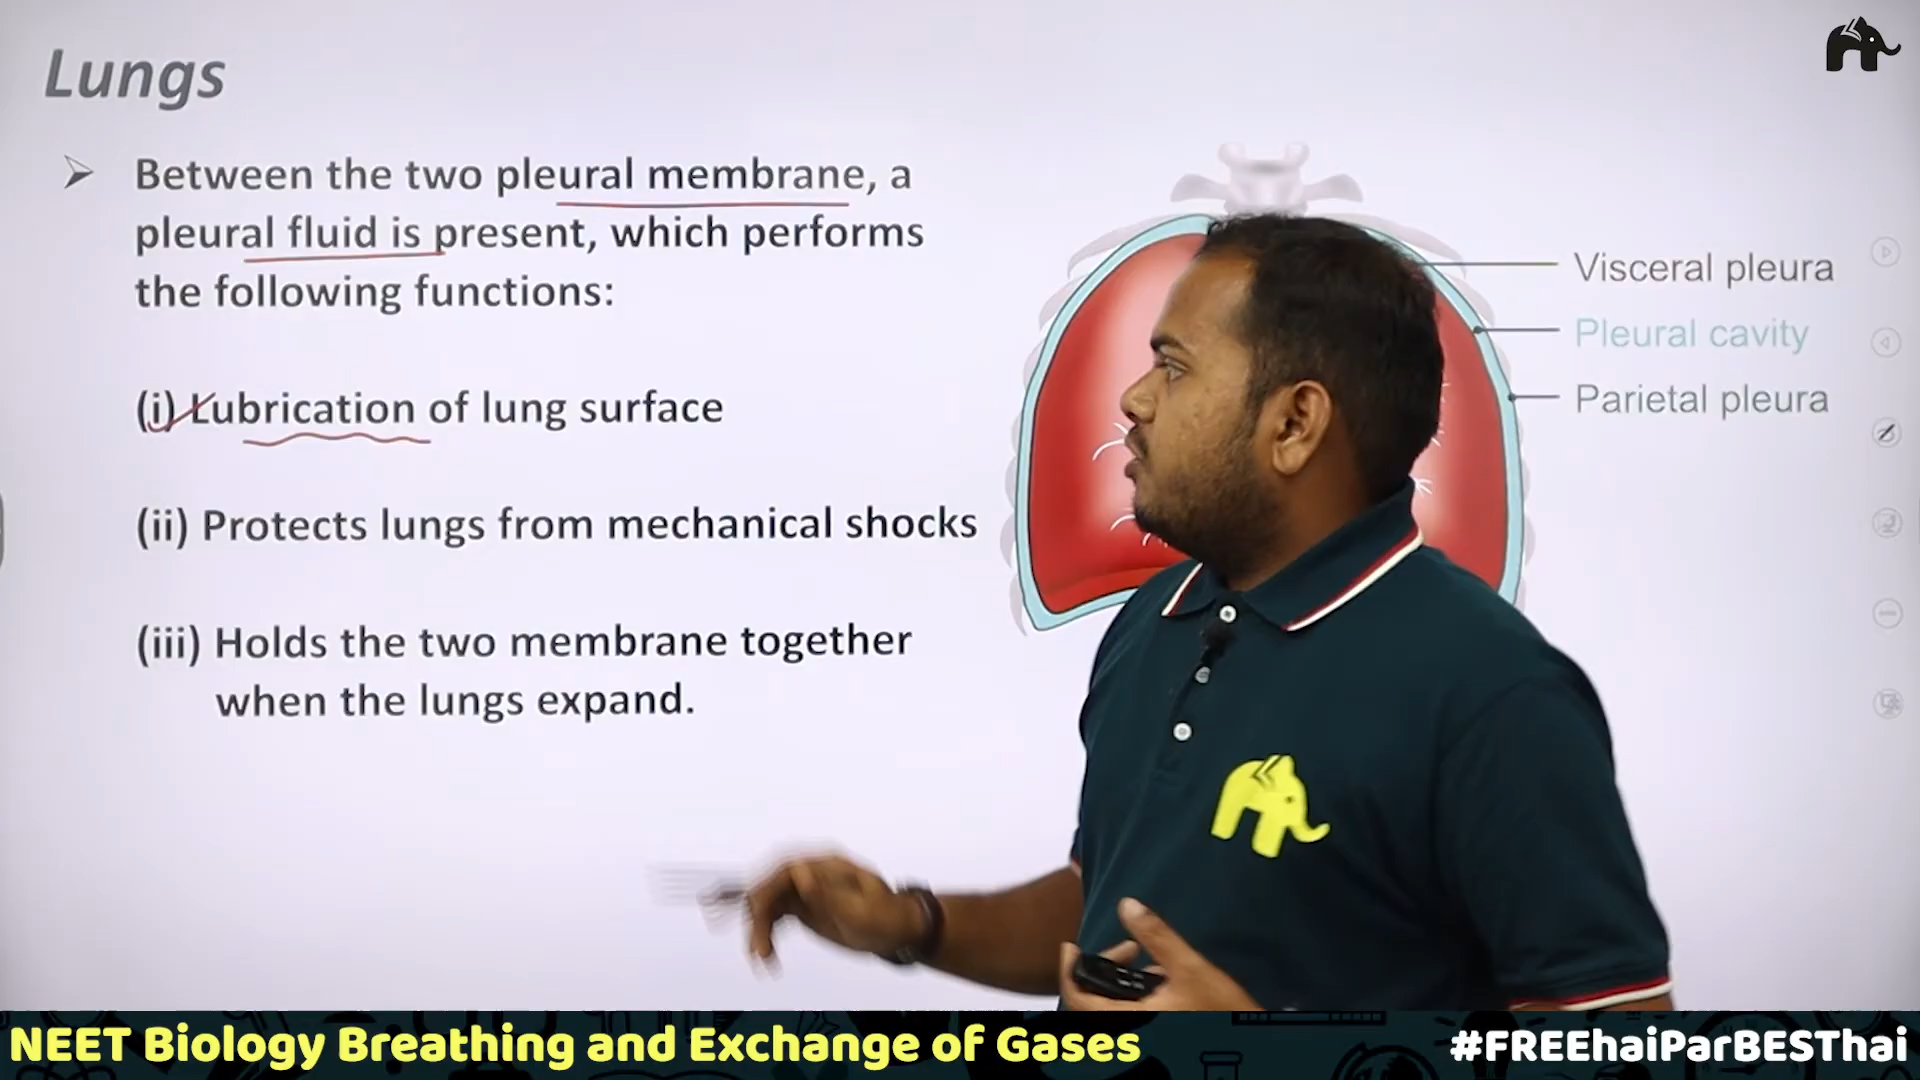 Lungs
Between the two pleural membrane, a
pleural fluid is present, which performs
the following functions:
(i) Lubrication of lung surface
(ii) Protects lungs from mechanical shocks
(iii) Holds the two membrane together
when the lungs expand.
Visceral pleura
Pleural cavity
Parietal pleura
NEET Biology Breathing and Exchange of Gases
#FREEhaiParBESThai